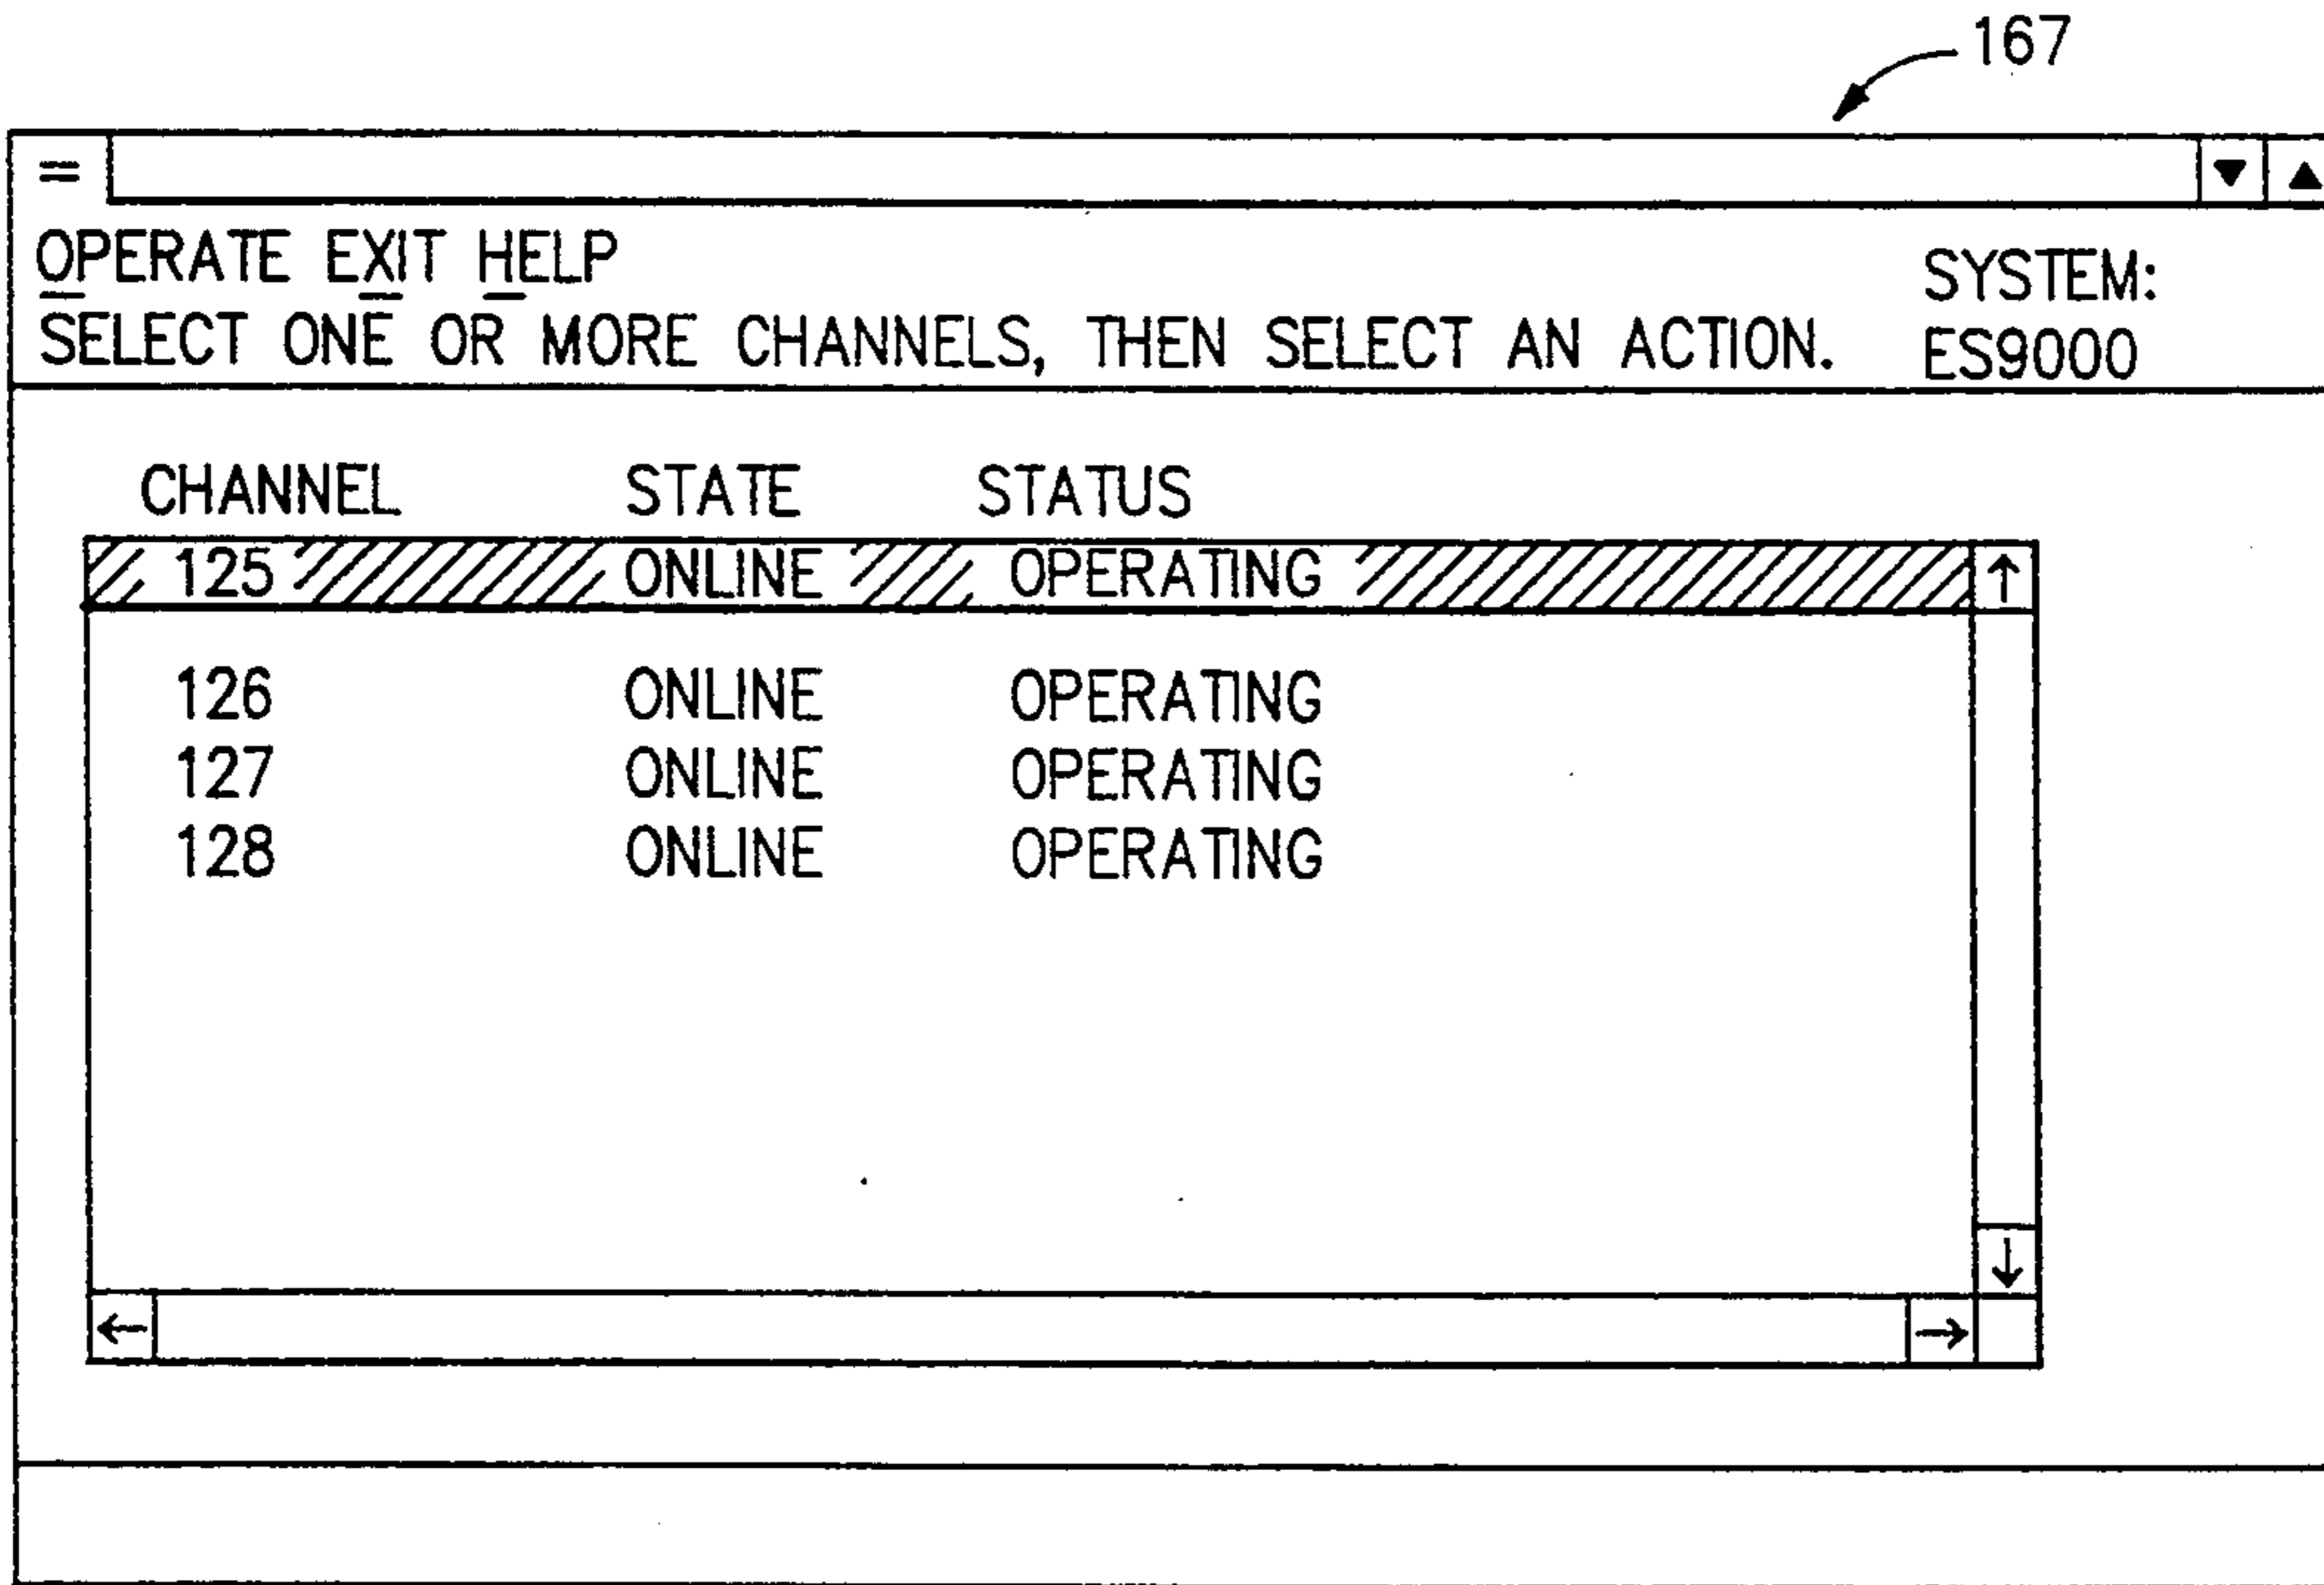 167
=
OPERATE EXIT HELP
SYSTEM:
SELECT ONE OR MORE CHANNELS, THEN SELECT AN ACTION. ES9000
CHANNEL STATE STATUS
125 ONLINE OPERATING
126 ONLINE OPERATING
127 ONLINE OPERATING
128 ONLINE OPERATING